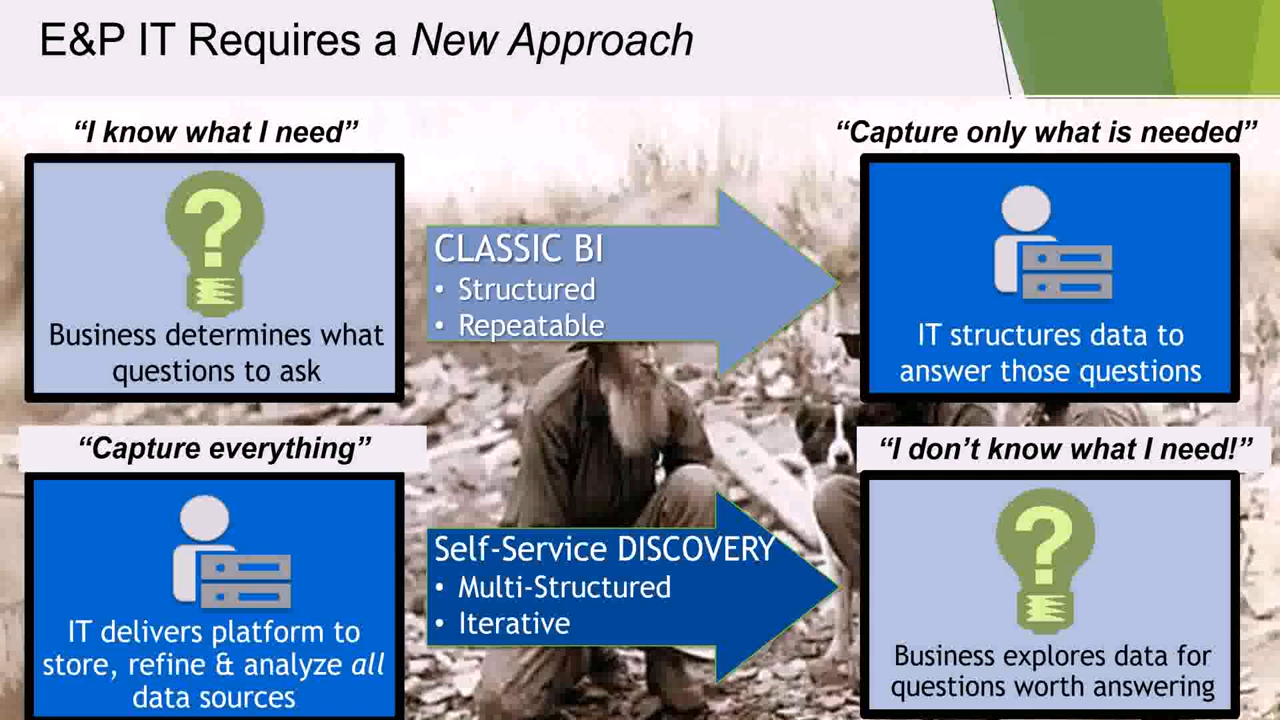 E&P IT Requires a New Approach
“I know what I need”
Business determines what
questions to ask
CLASSIC BI
• Structured
• Repeatable
“Capture only what is needed”
IT structures data to
answer those questions
“Capture everything”
IT delivers platform to
store, refine & analyze all
data sources
Self-Service DISCOVERY
• Multi-Structured
• Iterative
“I don’t know what I need!”
Business explores data for
questions worth answering